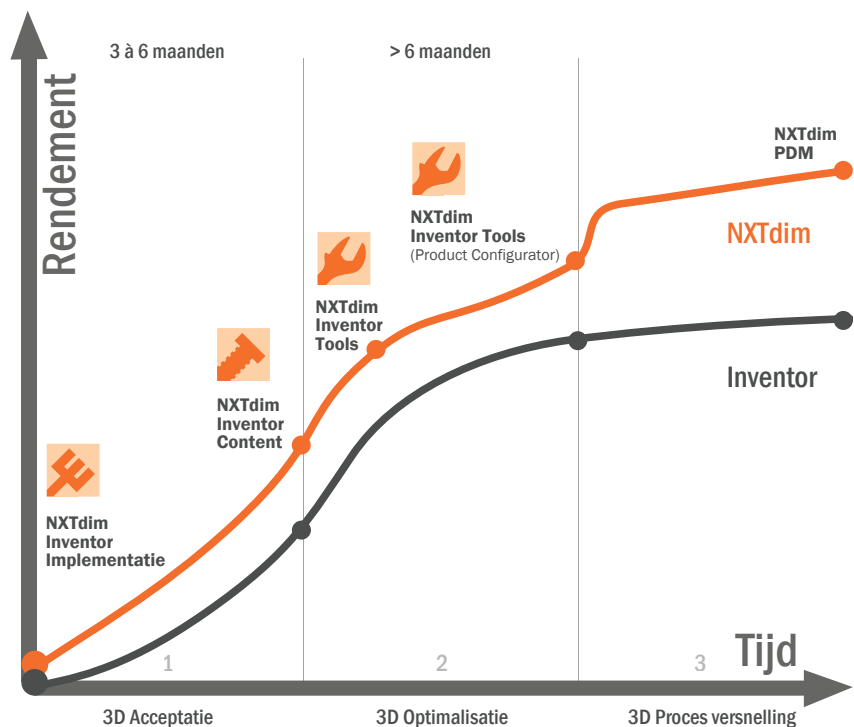 3 à 6 maanden
> 6 maanden
Rendement
NXTdim
PDM
NXTdim
Inventor Tools
(Product Configurator)
NXTdim
NXTdim
Inventor
Tools
Inventor
NXTdim
Inventor
Content
NXTdim
Inventor
Implementatie
1
2
3
Tijd
3D Acceptatie
3D Optimalisatie
3D Proces versnelling